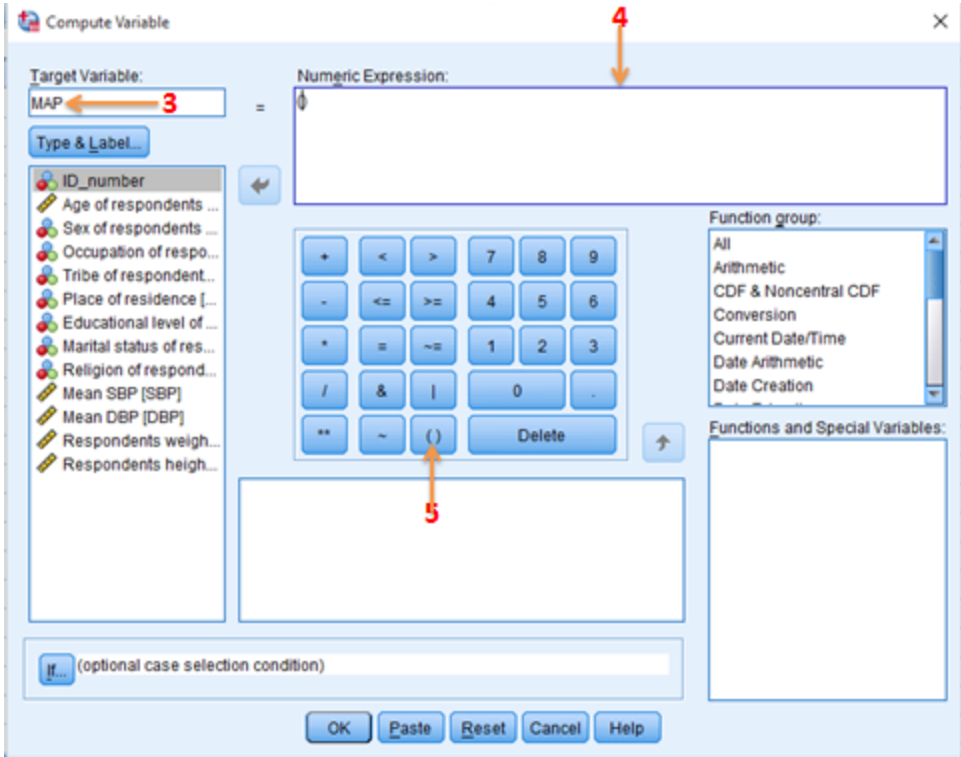 Compute Variable
4
Target Variable:
Numeric Expression:
MAP
3
=
()
Type & Label...
ID_number
Age of respondents ...
Sex of respondents ...
Occupation of respo...
Tribe of respondent...
Place of residence [...
Educational level of ...
Marital status of res...
Religion of respond...
Mean SBP [SBP]
Mean DBP [DBP]
Respondents weigh...
Respondents heigh...
+ < > 7 8 9
- <= >= 4 5 6
* = ~= 1 2 3
/ & | 0 .
** ~ () Delete
5
Function group:
All
Arithmetic
CDF & Noncentral CDF
Conversion
Current Date/Time
Date Arithmetic
Date Creation
Functions and Special Variables:
If... (optional case selection condition)
OK Paste Reset Cancel Help